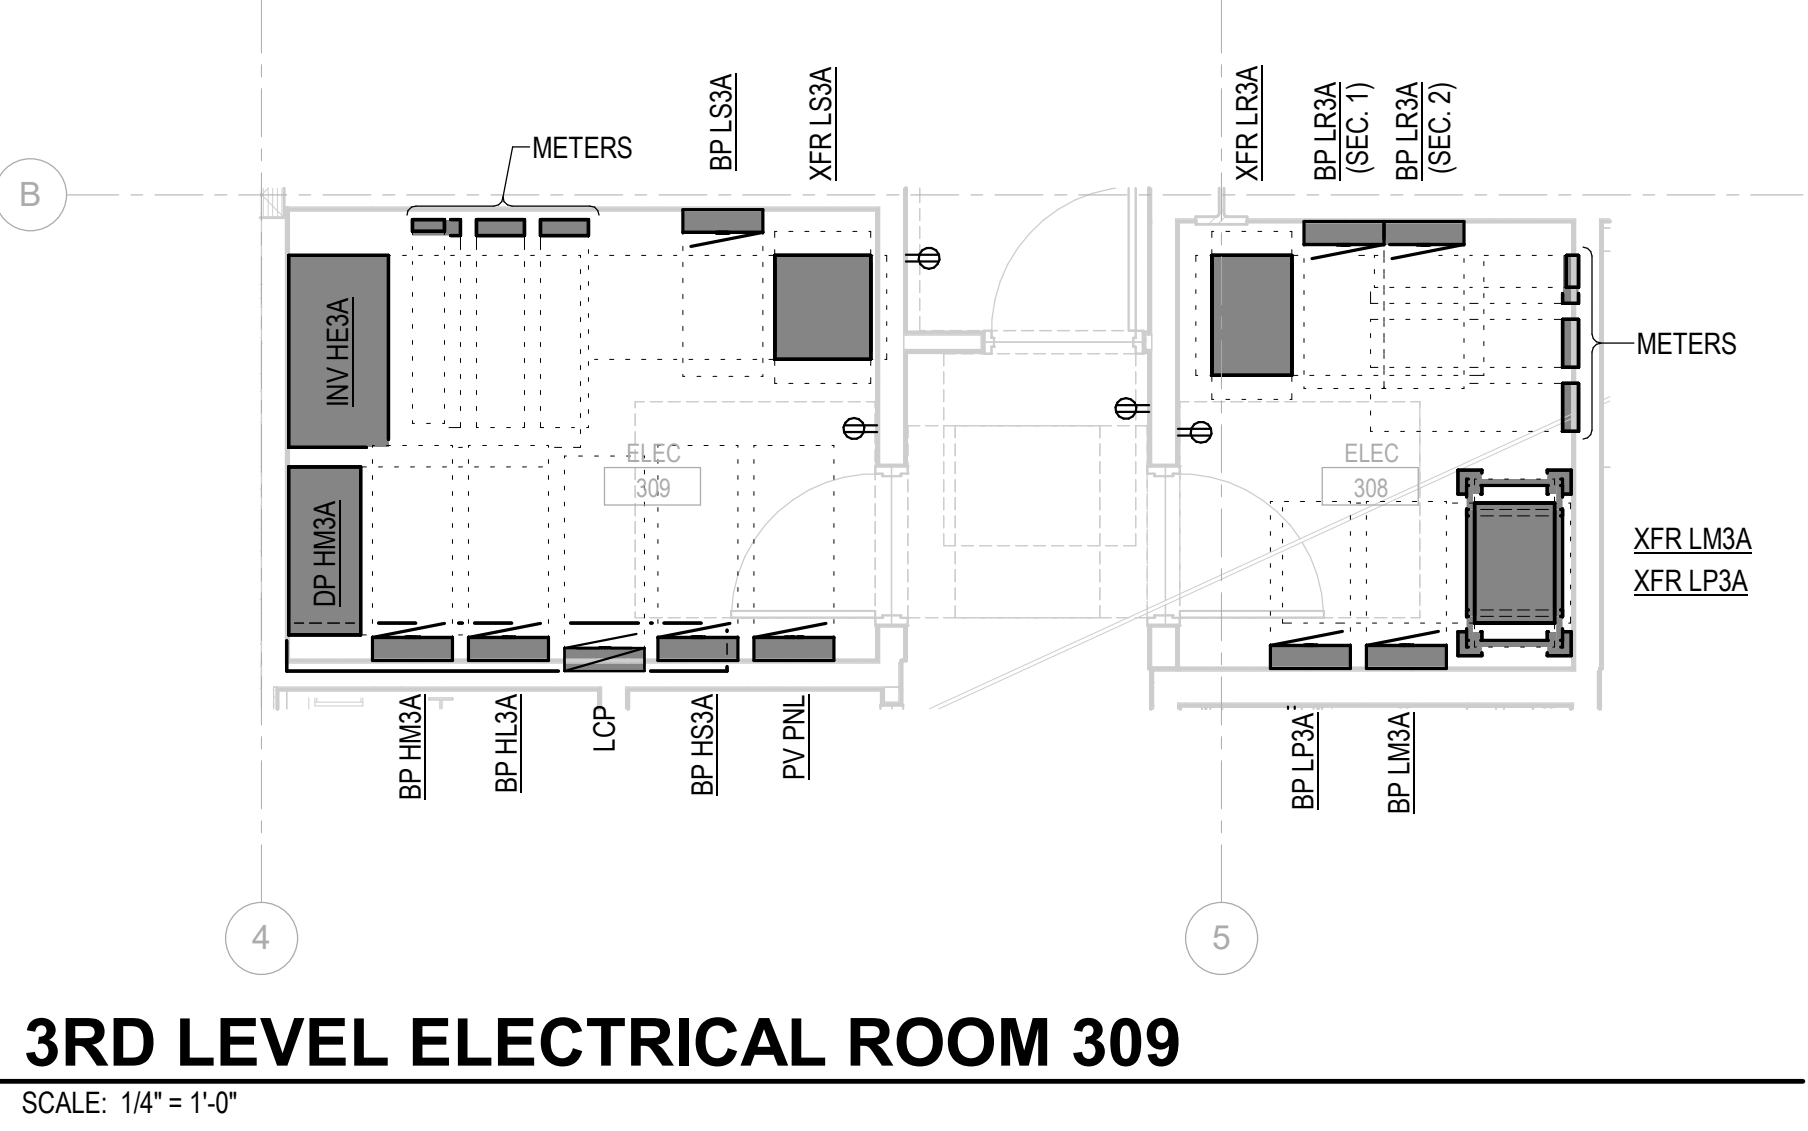 BP LS3A
XFR LS3A
XFR LR3A
BP LR3A
(SEC. 1)
BP LR3A
(SEC. 2)
METERS
B
INV HE3A
METERS
ELEC
309
ELEC
308
DP HM3A
XFR LM3A
XFR LP3A
BP HM3A
BP HL3A
LCP
BP HS3A
PV PNL
BP LP3A
BP LM3A
4
5
3RD LEVEL ELECTRICAL ROOM 309
SCALE: 1/4" = 1'-0"